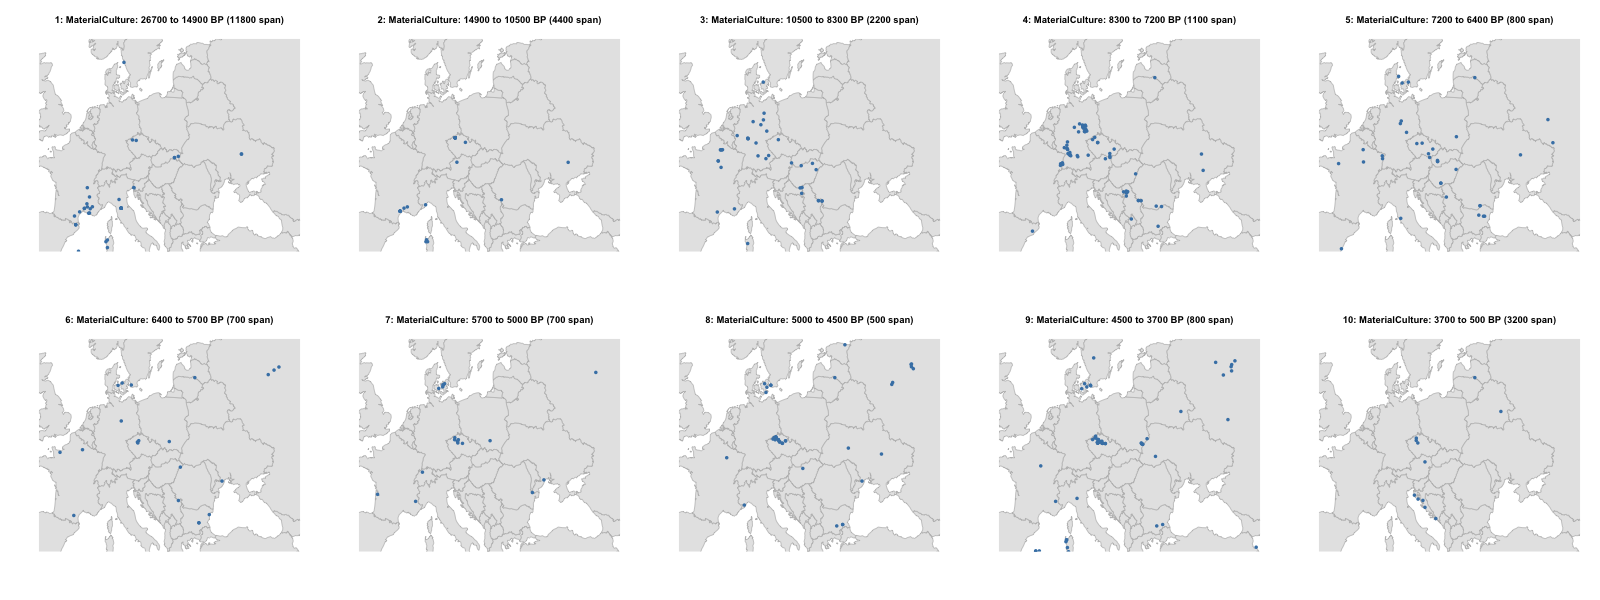 1: MaterialCulture: 26700 to 14900 BP (11800 span)
2: MaterialCulture: 14900 to 10500 BP (4400 span)
3: MaterialCulture: 10500 to 8300 BP (2200 span)
4: MaterialCulture: 8300 to 7200 BP (1100 span)
5: MaterialCulture: 7200 to 6400 BP (800 span)
6: MaterialCulture: 6400 to 5700 BP (700 span)
7: MaterialCulture: 5700 to 5000 BP (700 span)
8: MaterialCulture: 5000 to 4500 BP (500 span)
9: MaterialCulture: 4500 to 3700 BP (800 span)
10: MaterialCulture: 3700 to 500 BP (3200 span)